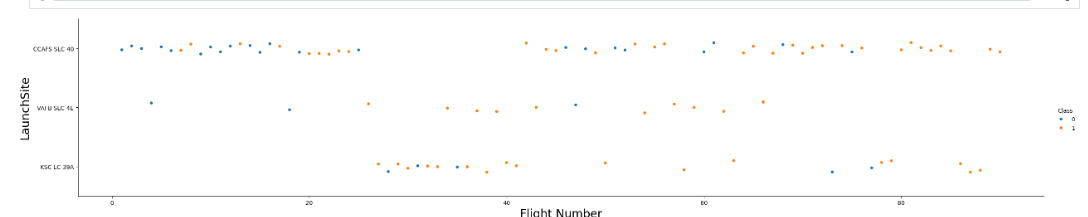 CCAFS SLC 40
VAFB SLC 4E
KSC LC 39A
LaunchSite
0
20
40
60
80
Flight Number
Class
0
1